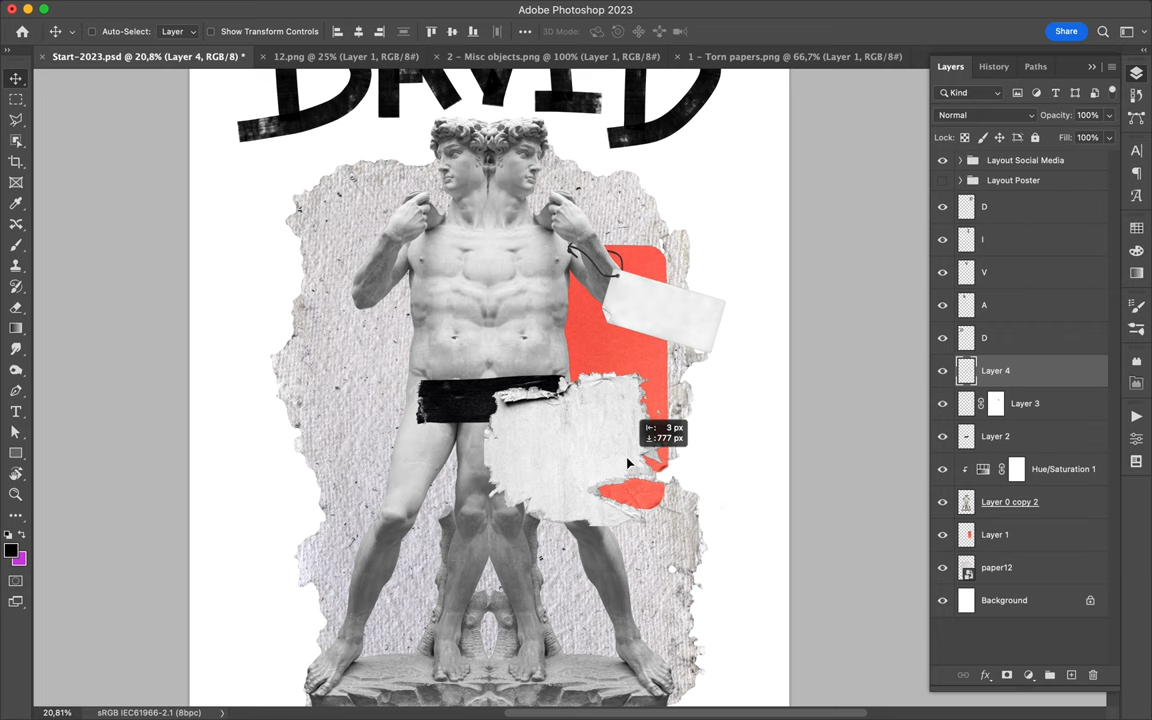 Adobe Photoshop 2023
Auto-Select:
Layer
Show Transform Controls
3D Mode:
Share
Start-2023.psd @ 20,8% (Layer 4, RGB/8) *
12.png @ 25% (Layer 1, RGB/8#)
2 – Misc objects.png @ 100% (Layer 1, RGB/8#)
1 - Torn papers.png @ 66,7% (Layer 1, RGB/8#)
Layers
History
Paths
Kind
Normal
Opacity: 100%
Lock:
Fill: 100%
Layout Social Media
Layout Poster
D
I
V
A
D
Layer 4
Layer 3
Layer 2
Hue/Saturation 1
Layer 0 copy 2
Layer 1
paper12
Background
DAVID
3 px
777 px
20,81%
sRGB IEC61966-2.1 (8bpc)